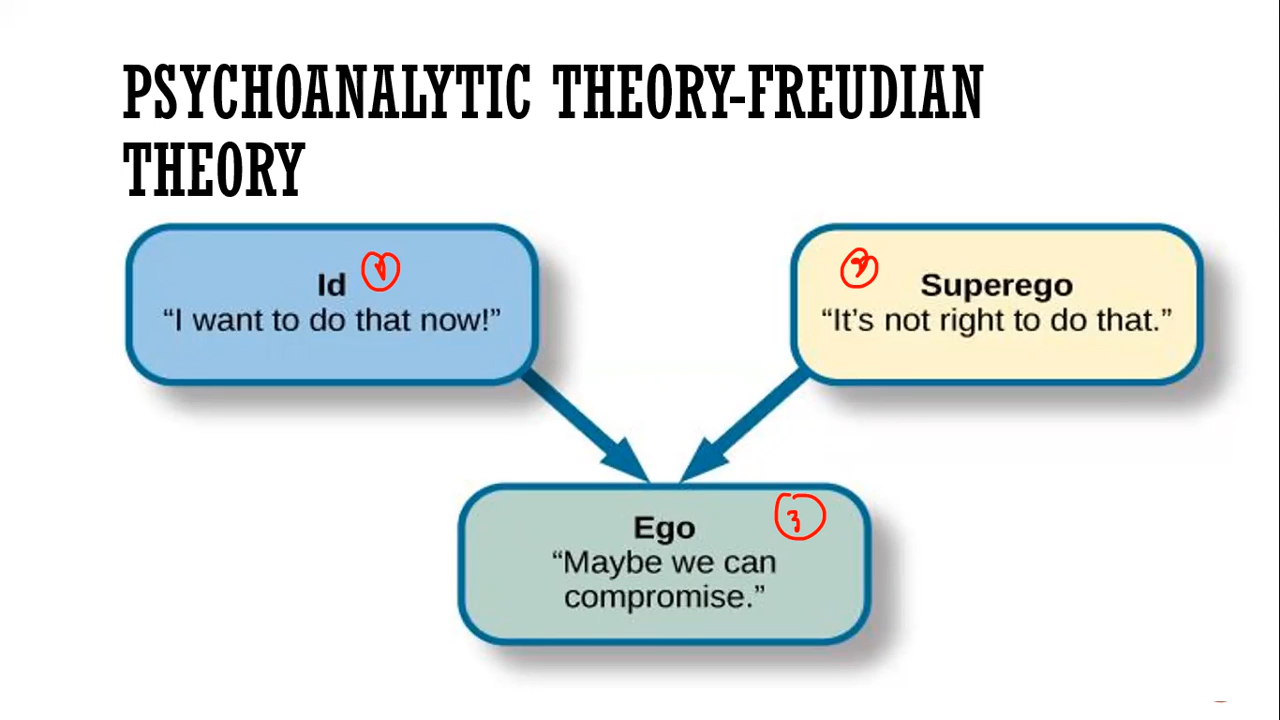 PSYCHOANALYTIC THEORY-FREUDIAN
THEORY
Id
“I want to do that now!”
Superego
“It’s not right to do that.”
Ego 3
“Maybe we can
compromise.”